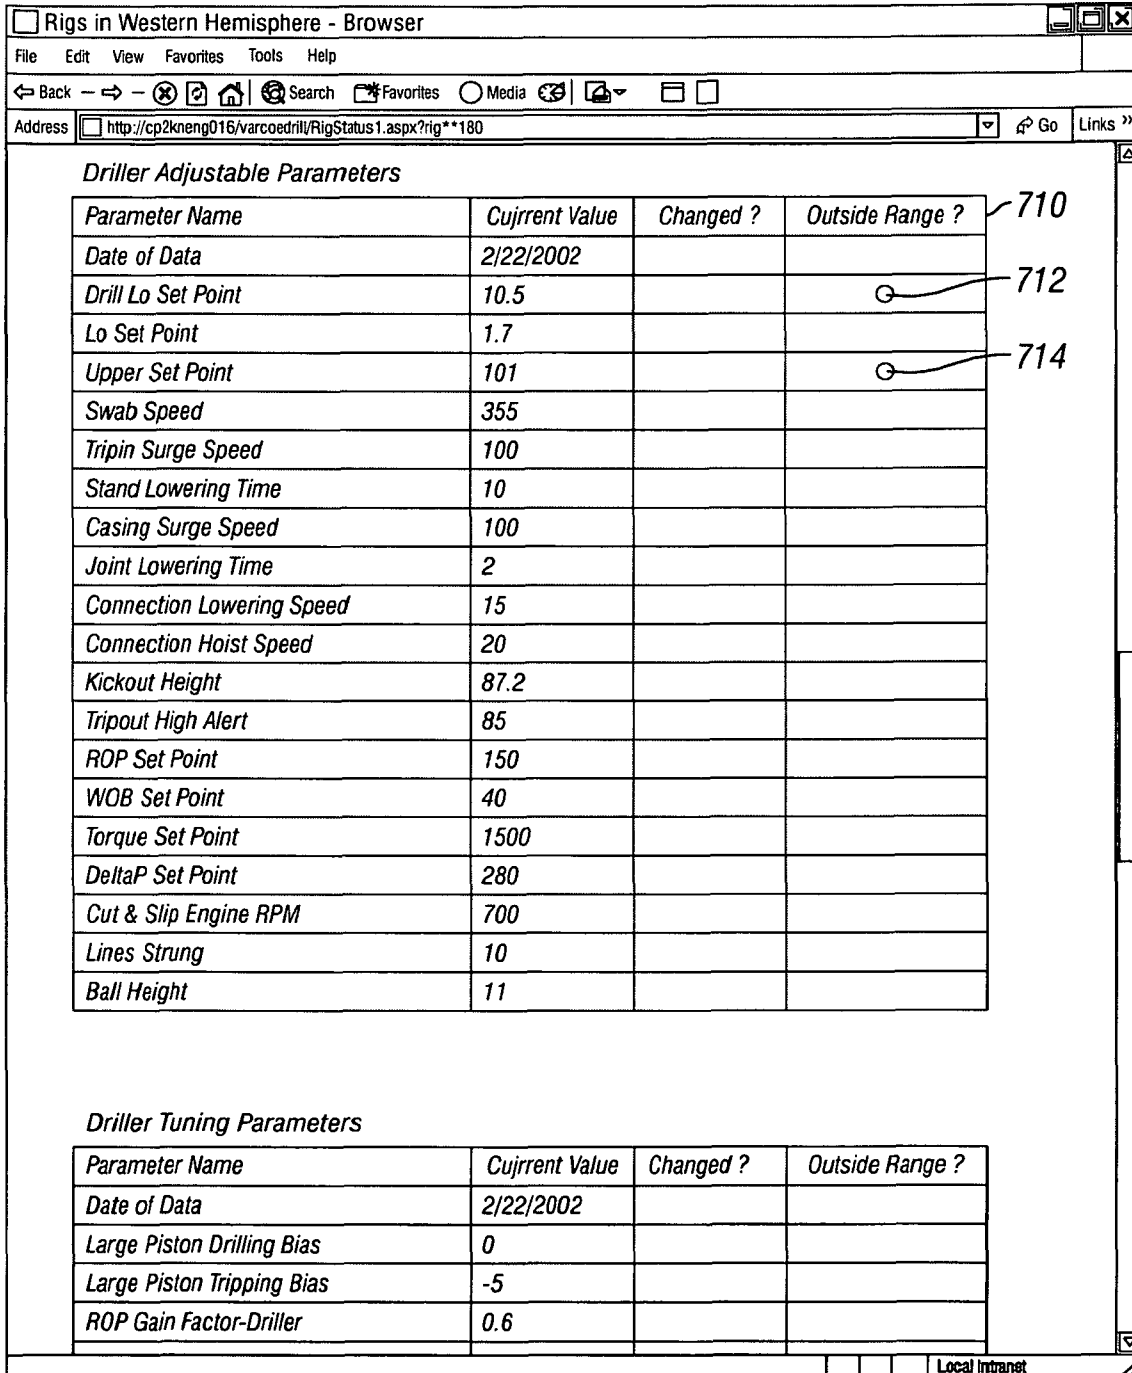 Rigs in Western Hemisphere - Browser
File Edit View Favorites Tools Help
Back Search Favorites Media
Address http://cp2kneng016/varcoedrill/RigStatus1.aspx?rig**180 Go Links »
Driller Adjustable Parameters
Parameter Name Cujrrent Value Changed ? Outside Range ? 710
Date of Data 2/22/2002
Drill Lo Set Point 10.5 712
Lo Set Point 1.7
Upper Set Point 101 714
Swab Speed 355
Tripin Surge Speed 100
Stand Lowering Time 10
Casing Surge Speed 100
Joint Lowering Time 2
Connection Lowering Speed 15
Connection Hoist Speed 20
Kickout Height 87.2
Tripout High Alert 85
ROP Set Point 150
WOB Set Point 40
Torque Set Point 1500
DeltaP Set Point 280
Cut & Slip Engine RPM 700
Lines Strung 10
Ball Height 11
Driller Tuning Parameters
Parameter Name Cujrrent Value Changed ? Outside Range ?
Date of Data 2/22/2002
Large Piston Drilling Bias 0
Large Piston Tripping Bias -5
ROP Gain Factor-Driller 0.6
Local Intranet